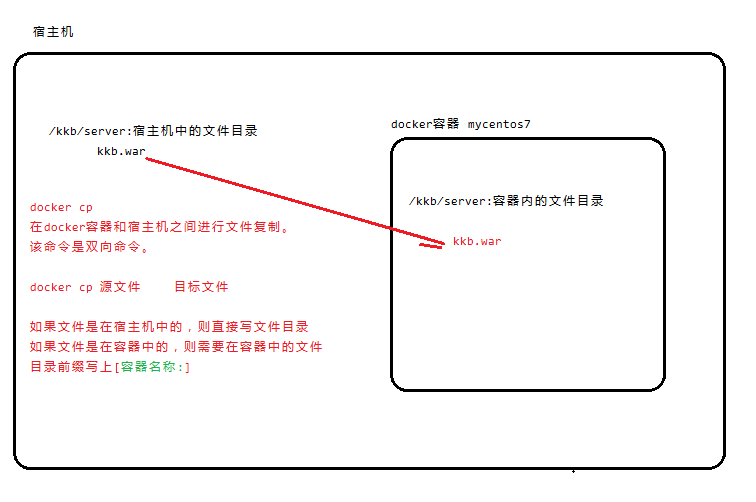 宿主机
/kkb/server:宿主机中的文件目录
kkb.war
docker容器 mycentos7
/kkb/server:容器内的文件目录
kkb.war
docker cp
在docker容器和宿主机之间进行文件复制。
该命令是双向命令。
docker cp 源文件 目标文件
如果文件是在宿主机中的，则直接写文件目录
如果文件是在容器中的，则需要在容器中的文件
目录前缀写上[容器名称:]